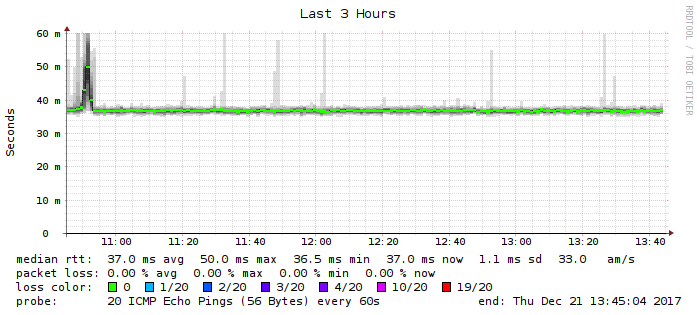 Last 3 Hours
RRDTOOL / TOBI OETIKER
Seconds
60 m
50 m
40 m
30 m
20 m
10 m
0
11:00 11:20 11:40 12:00 12:20 12:40 13:00 13:20 13:40
median rtt: 37.0 ms avg 50.0 ms max 36.5 ms min 37.0 ms now 1.1 ms sd 33.0 am/s
packet loss: 0.00 % avg 0.00 % max 0.00 % min 0.00 % now
loss color: 0 1/20 2/20 3/20 4/20 10/20 19/20
probe: 20 ICMP Echo Pings (56 Bytes) every 60s end: Thu Dec 21 13:45:04 2017